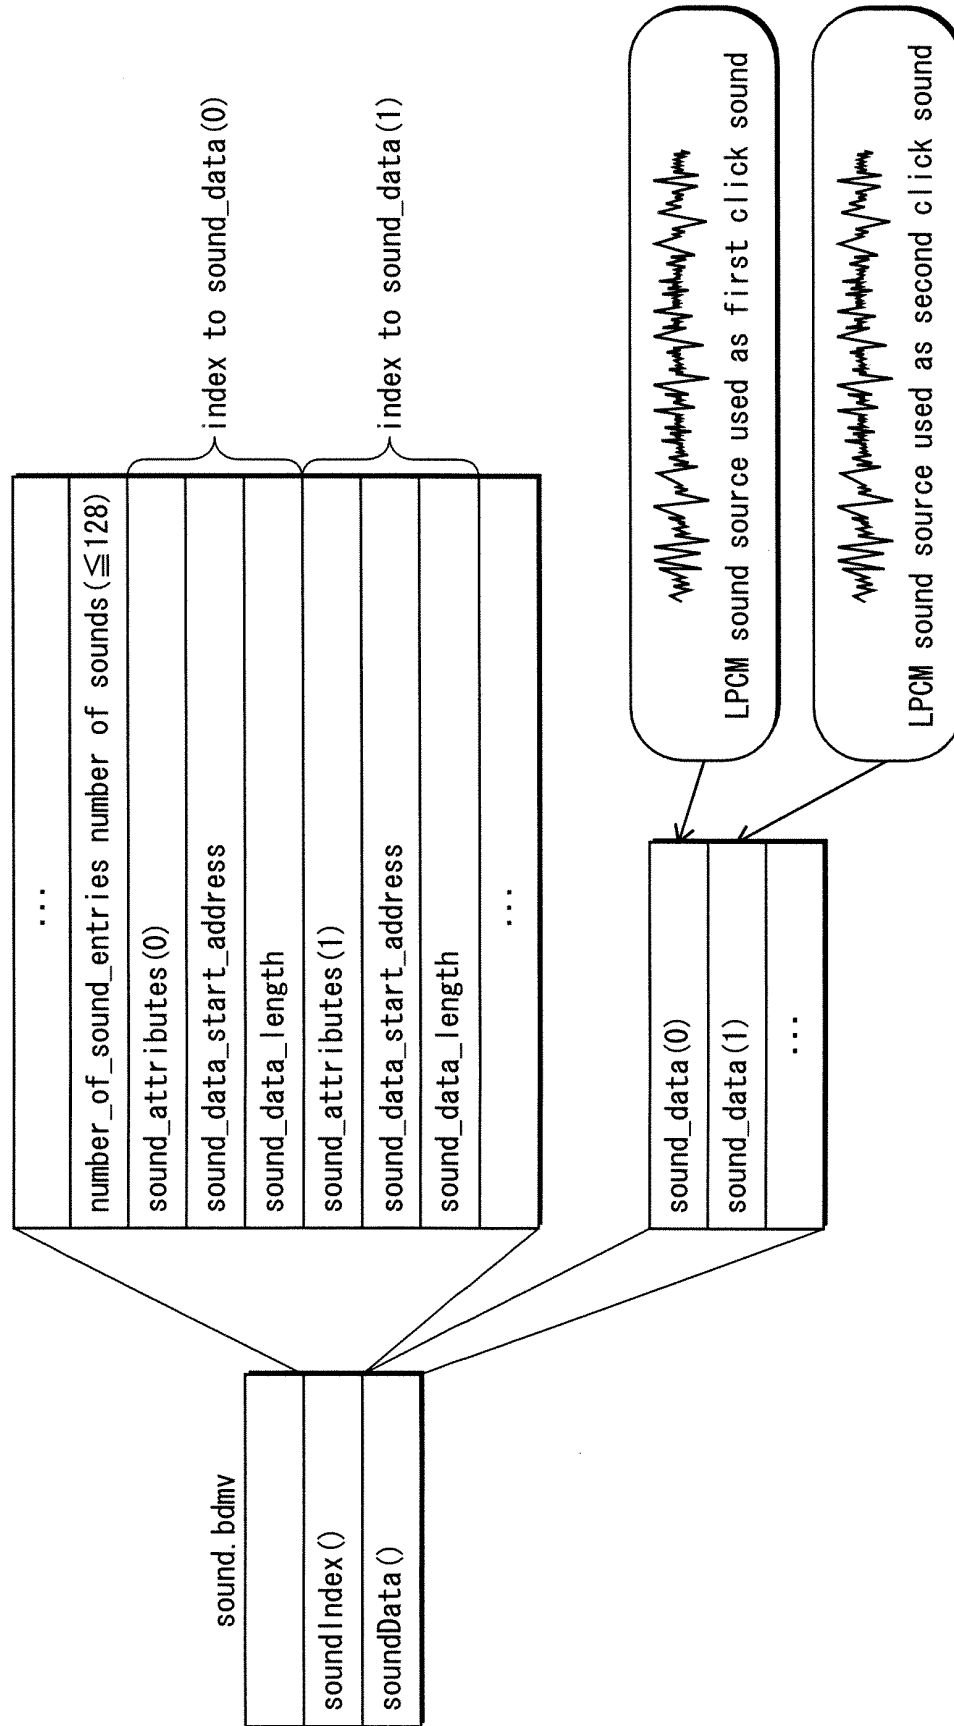 sound.bdmv
soundIndex()
soundData()
...
number_of_sound_entries number of sounds(≦128)
sound_attributes(0)
sound_data_start_address
sound_data_length
sound_attributes(1)
sound_data_start_address
sound_data_length
...
index to sound_data(0)
index to sound_data(1)
sound_data(0)
sound_data(1)
...
LPCM sound source used as first click sound
LPCM sound source used as second click sound